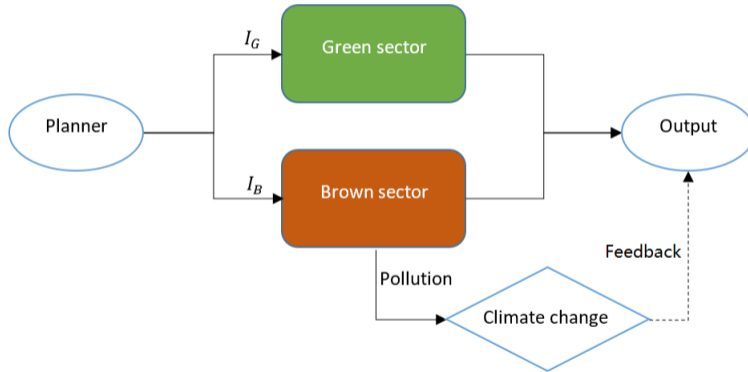 I_G
Green sector
Planner
Output
I_B
Brown sector
Feedback
Pollution
Climate change